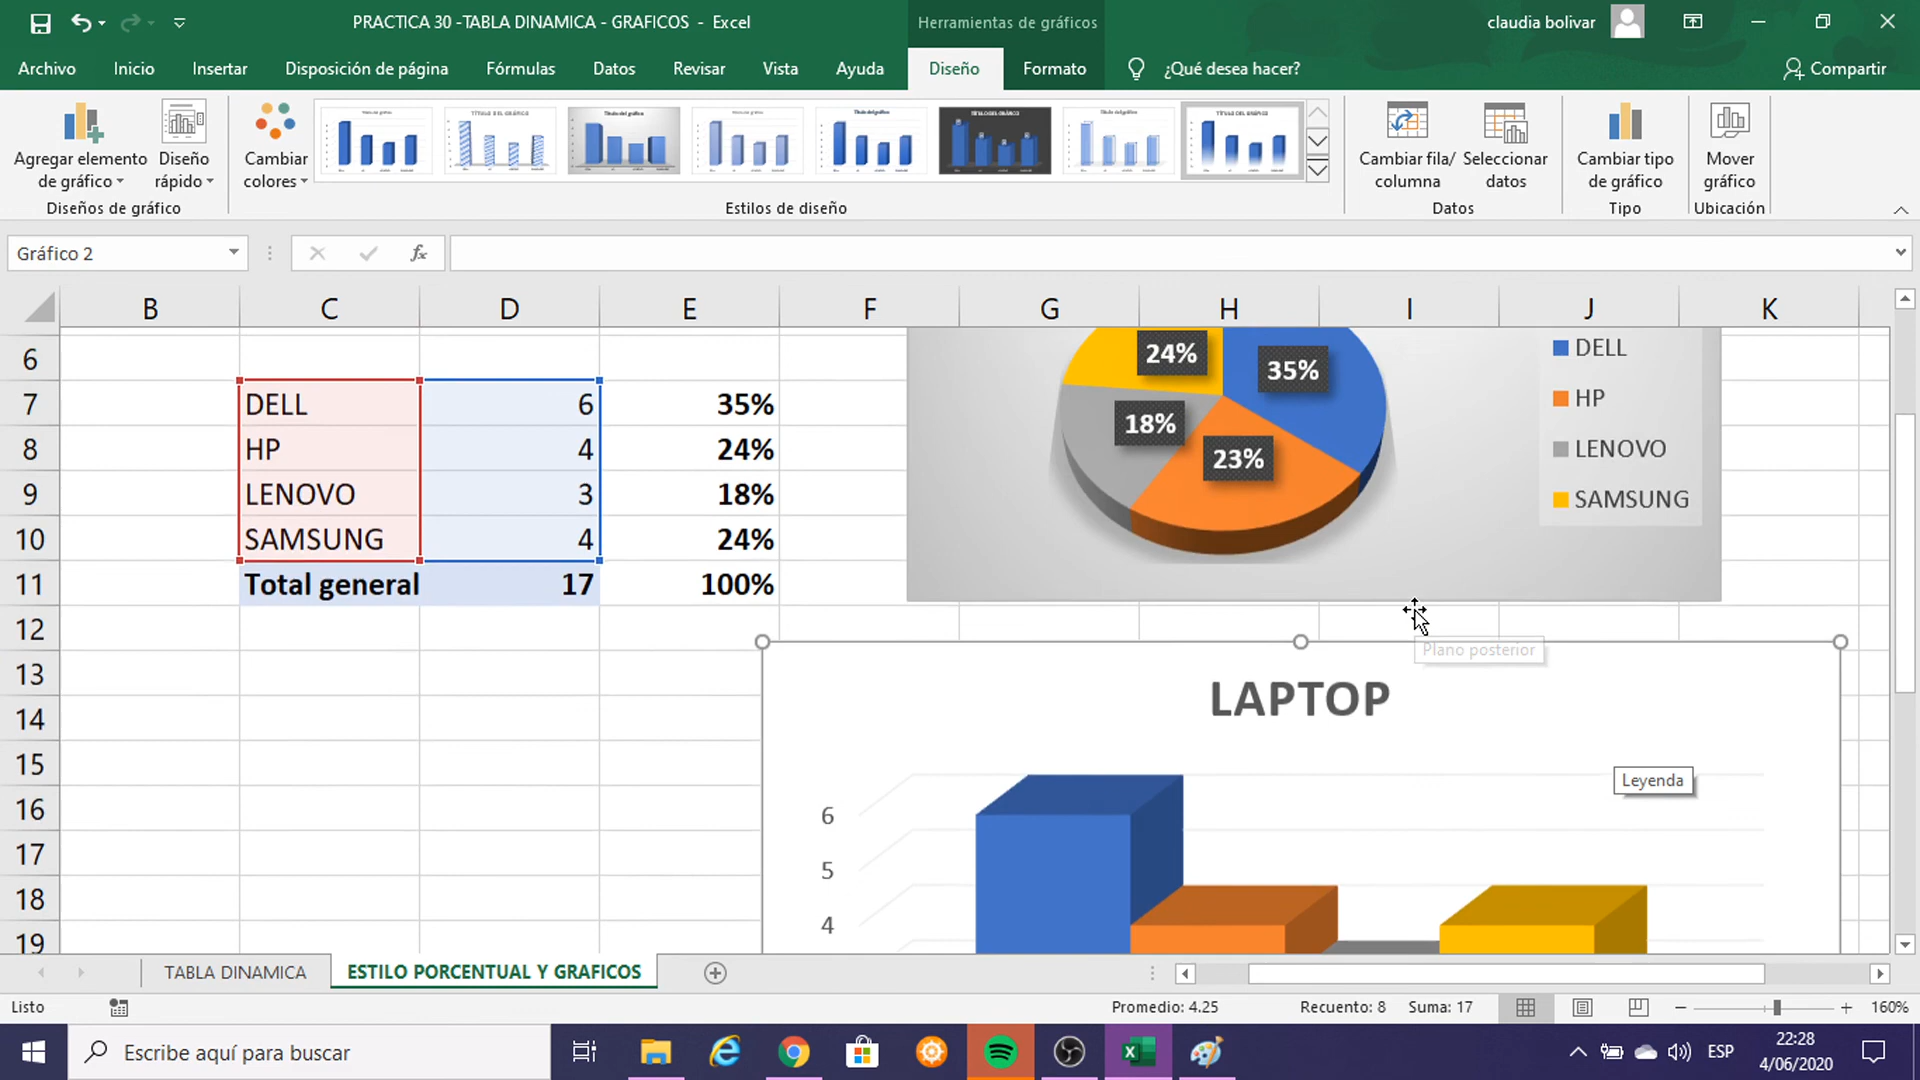 PRACTICA 30 -TABLA DINAMICA - GRAFICOS - Excel
Herramientas de gráficos
claudia bolivar
Archivo
Inicio
Insertar
Disposición de página
Fórmulas
Datos
Revisar
Vista
Ayuda
Diseño
Formato
¿Qué desea hacer?
Compartir
Agregar elemento
de gráfico
Diseño
rápido
Cambiar
colores
Cambiar fila/
columna
Seleccionar
datos
Cambiar tipo
de gráfico
Mover
gráfico
Diseños de gráfico
Estilos de diseño
Datos
Tipo
Ubicación
Gráfico 2
fx
B
C
D
E
F
G
H
I
J
K
6
7
DELL
6
35%
8
HP
4
24%
9
LENOVO
3
18%
10
SAMSUNG
4
24%
11
Total general
17
100%
12
13
14
15
16
17
18
19
24%
35%
18%
23%
DELL
HP
LENOVO
SAMSUNG
Plano posterior
LAPTOP
Leyenda
6
5
4
TABLA DINAMICA
ESTILO PORCENTUAL Y GRAFICOS
Listo
Promedio: 4.25
Recuento: 8
Suma: 17
160%
Escribe aquí para buscar
ESP
22:28
4/06/2020